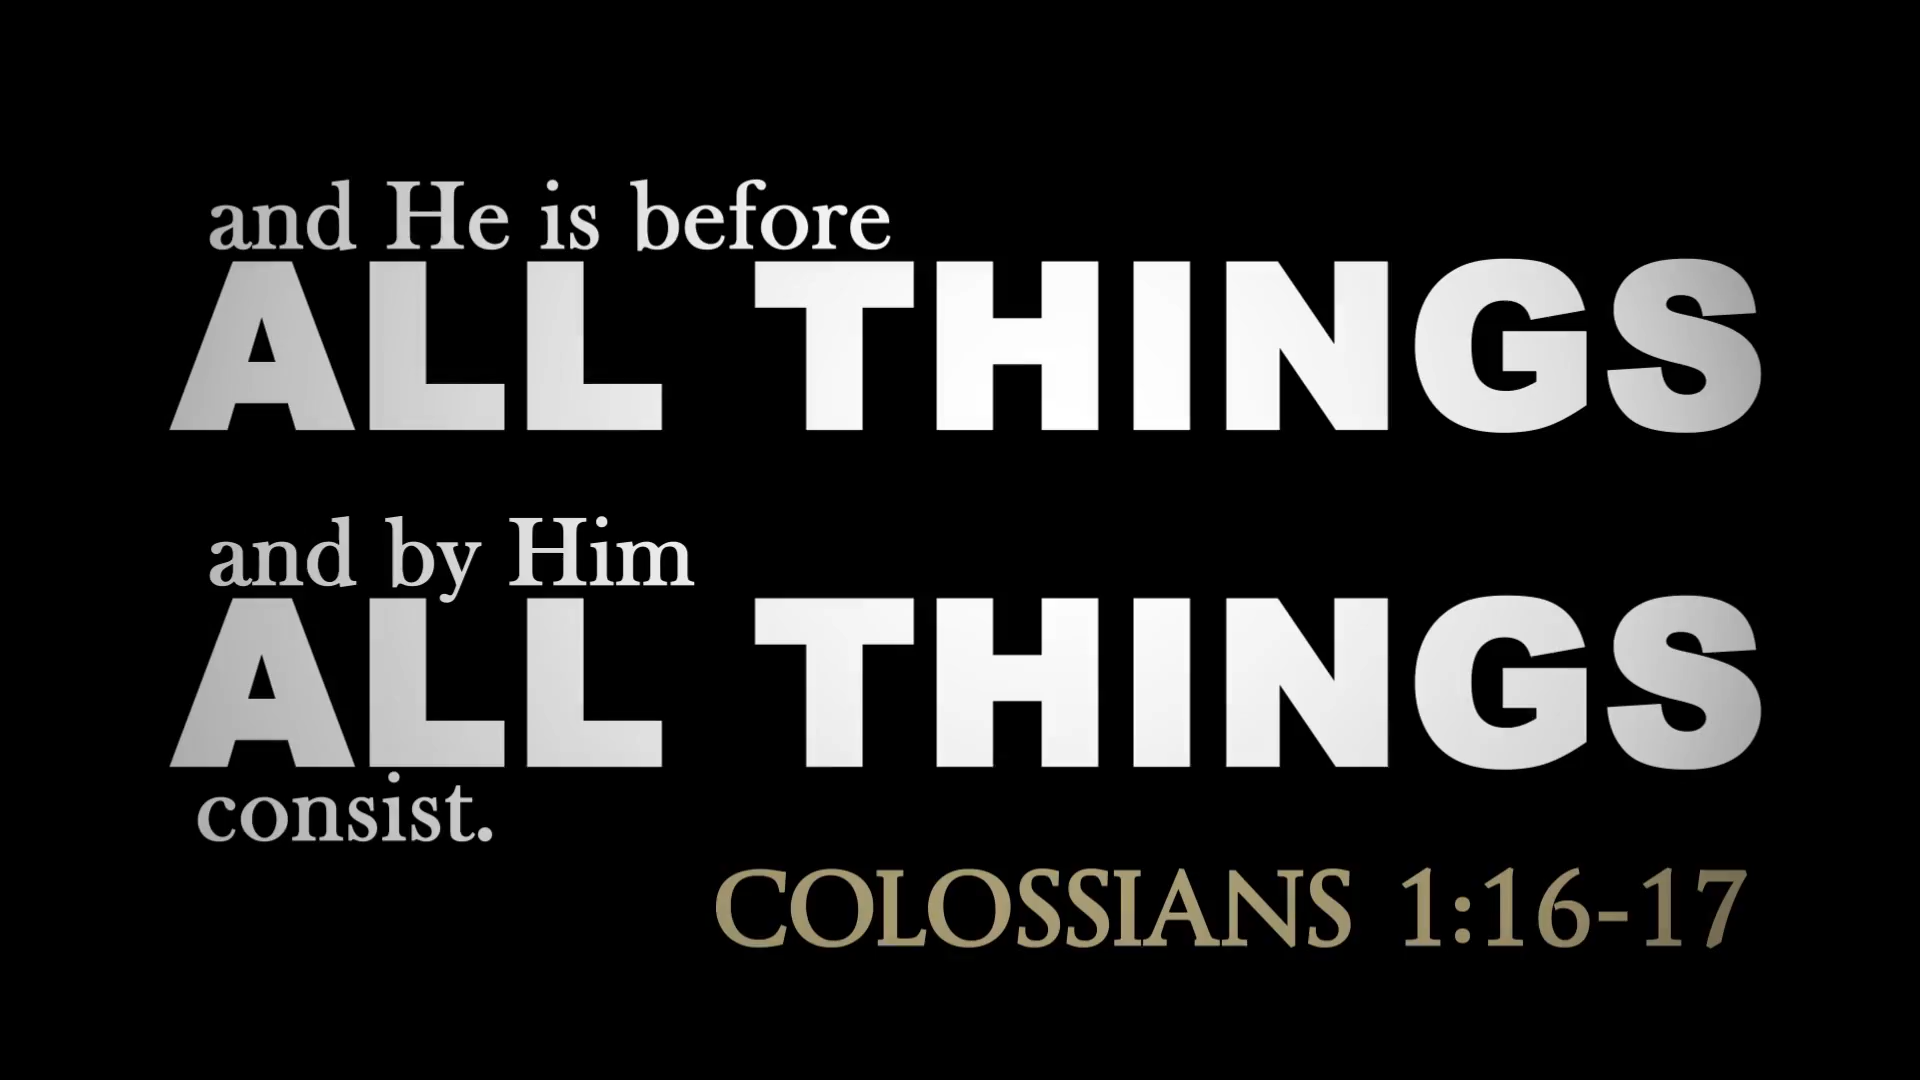 and He is before
ALL THINGS
and by Him
ALL THINGS
consist.
COLOSSIANS 1:16-17